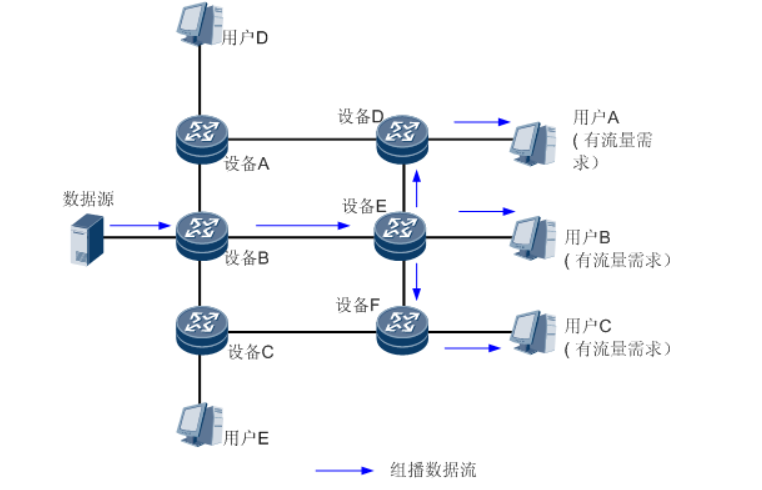 用户D
设备D
用户A
( 有流量需
求）
设备A
数据源
设备E
用户B
( 有流量需求）
设备B
设备F
用户C
( 有流量需求）
设备C
用户E
组播数据流